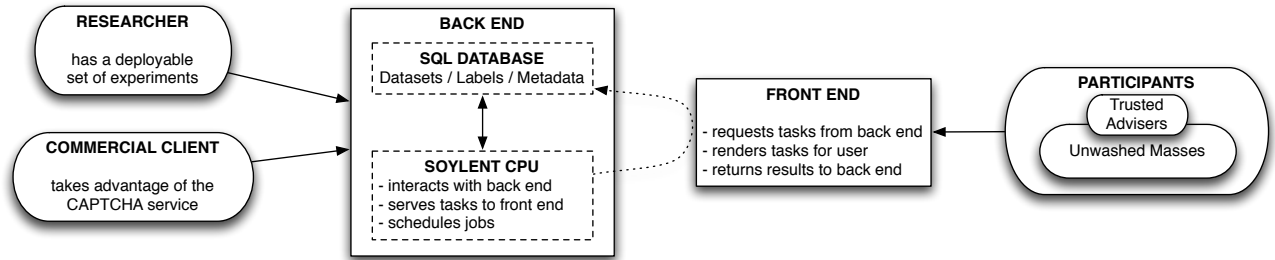 RESEARCHER
has a deployable
set of experiments
COMMERCIAL CLIENT
takes advantage of the
CAPTCHA service
BACK END
SQL DATABASE
Datasets / Labels / Metadata
SOYLENT CPU
- interacts with back end
- serves tasks to front end
- schedules jobs
FRONT END
- requests tasks from back end
- renders tasks for user
- returns results to back end
PARTICIPANTS
Trusted
Advisers
Unwashed Masses